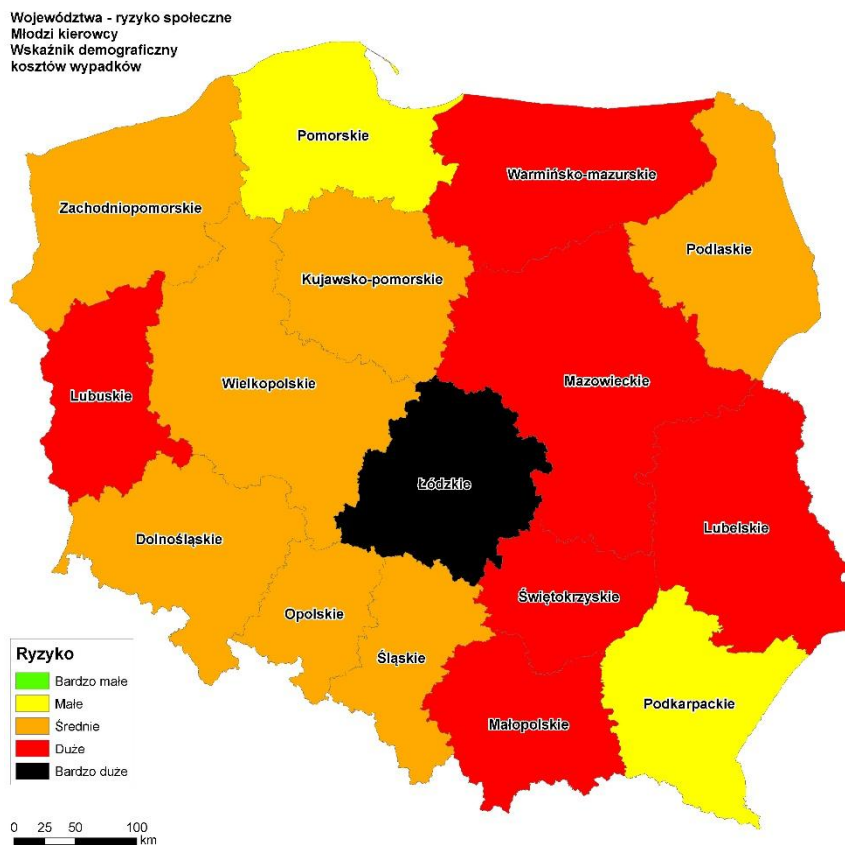 Województwa - ryzyko społeczne
Młodzi kierowcy
Wskaźnik demograficzny
kosztów wypadków
Pomorskie
Warmińsko-mazurskie
Zachodniopomorskie
Podlaskie
Kujawsko-pomorskie
Lubuskie
Wielkopolskie
Mazowieckie
Łódzkie
Lubelskie
Dolnośląskie
Świętokrzyskie
Opolskie
Śląskie
Podkarpackie
Małopolskie
Ryzyko
Bardzo małe
Małe
Średnie
Duże
Bardzo duże
0 25 50 100
km